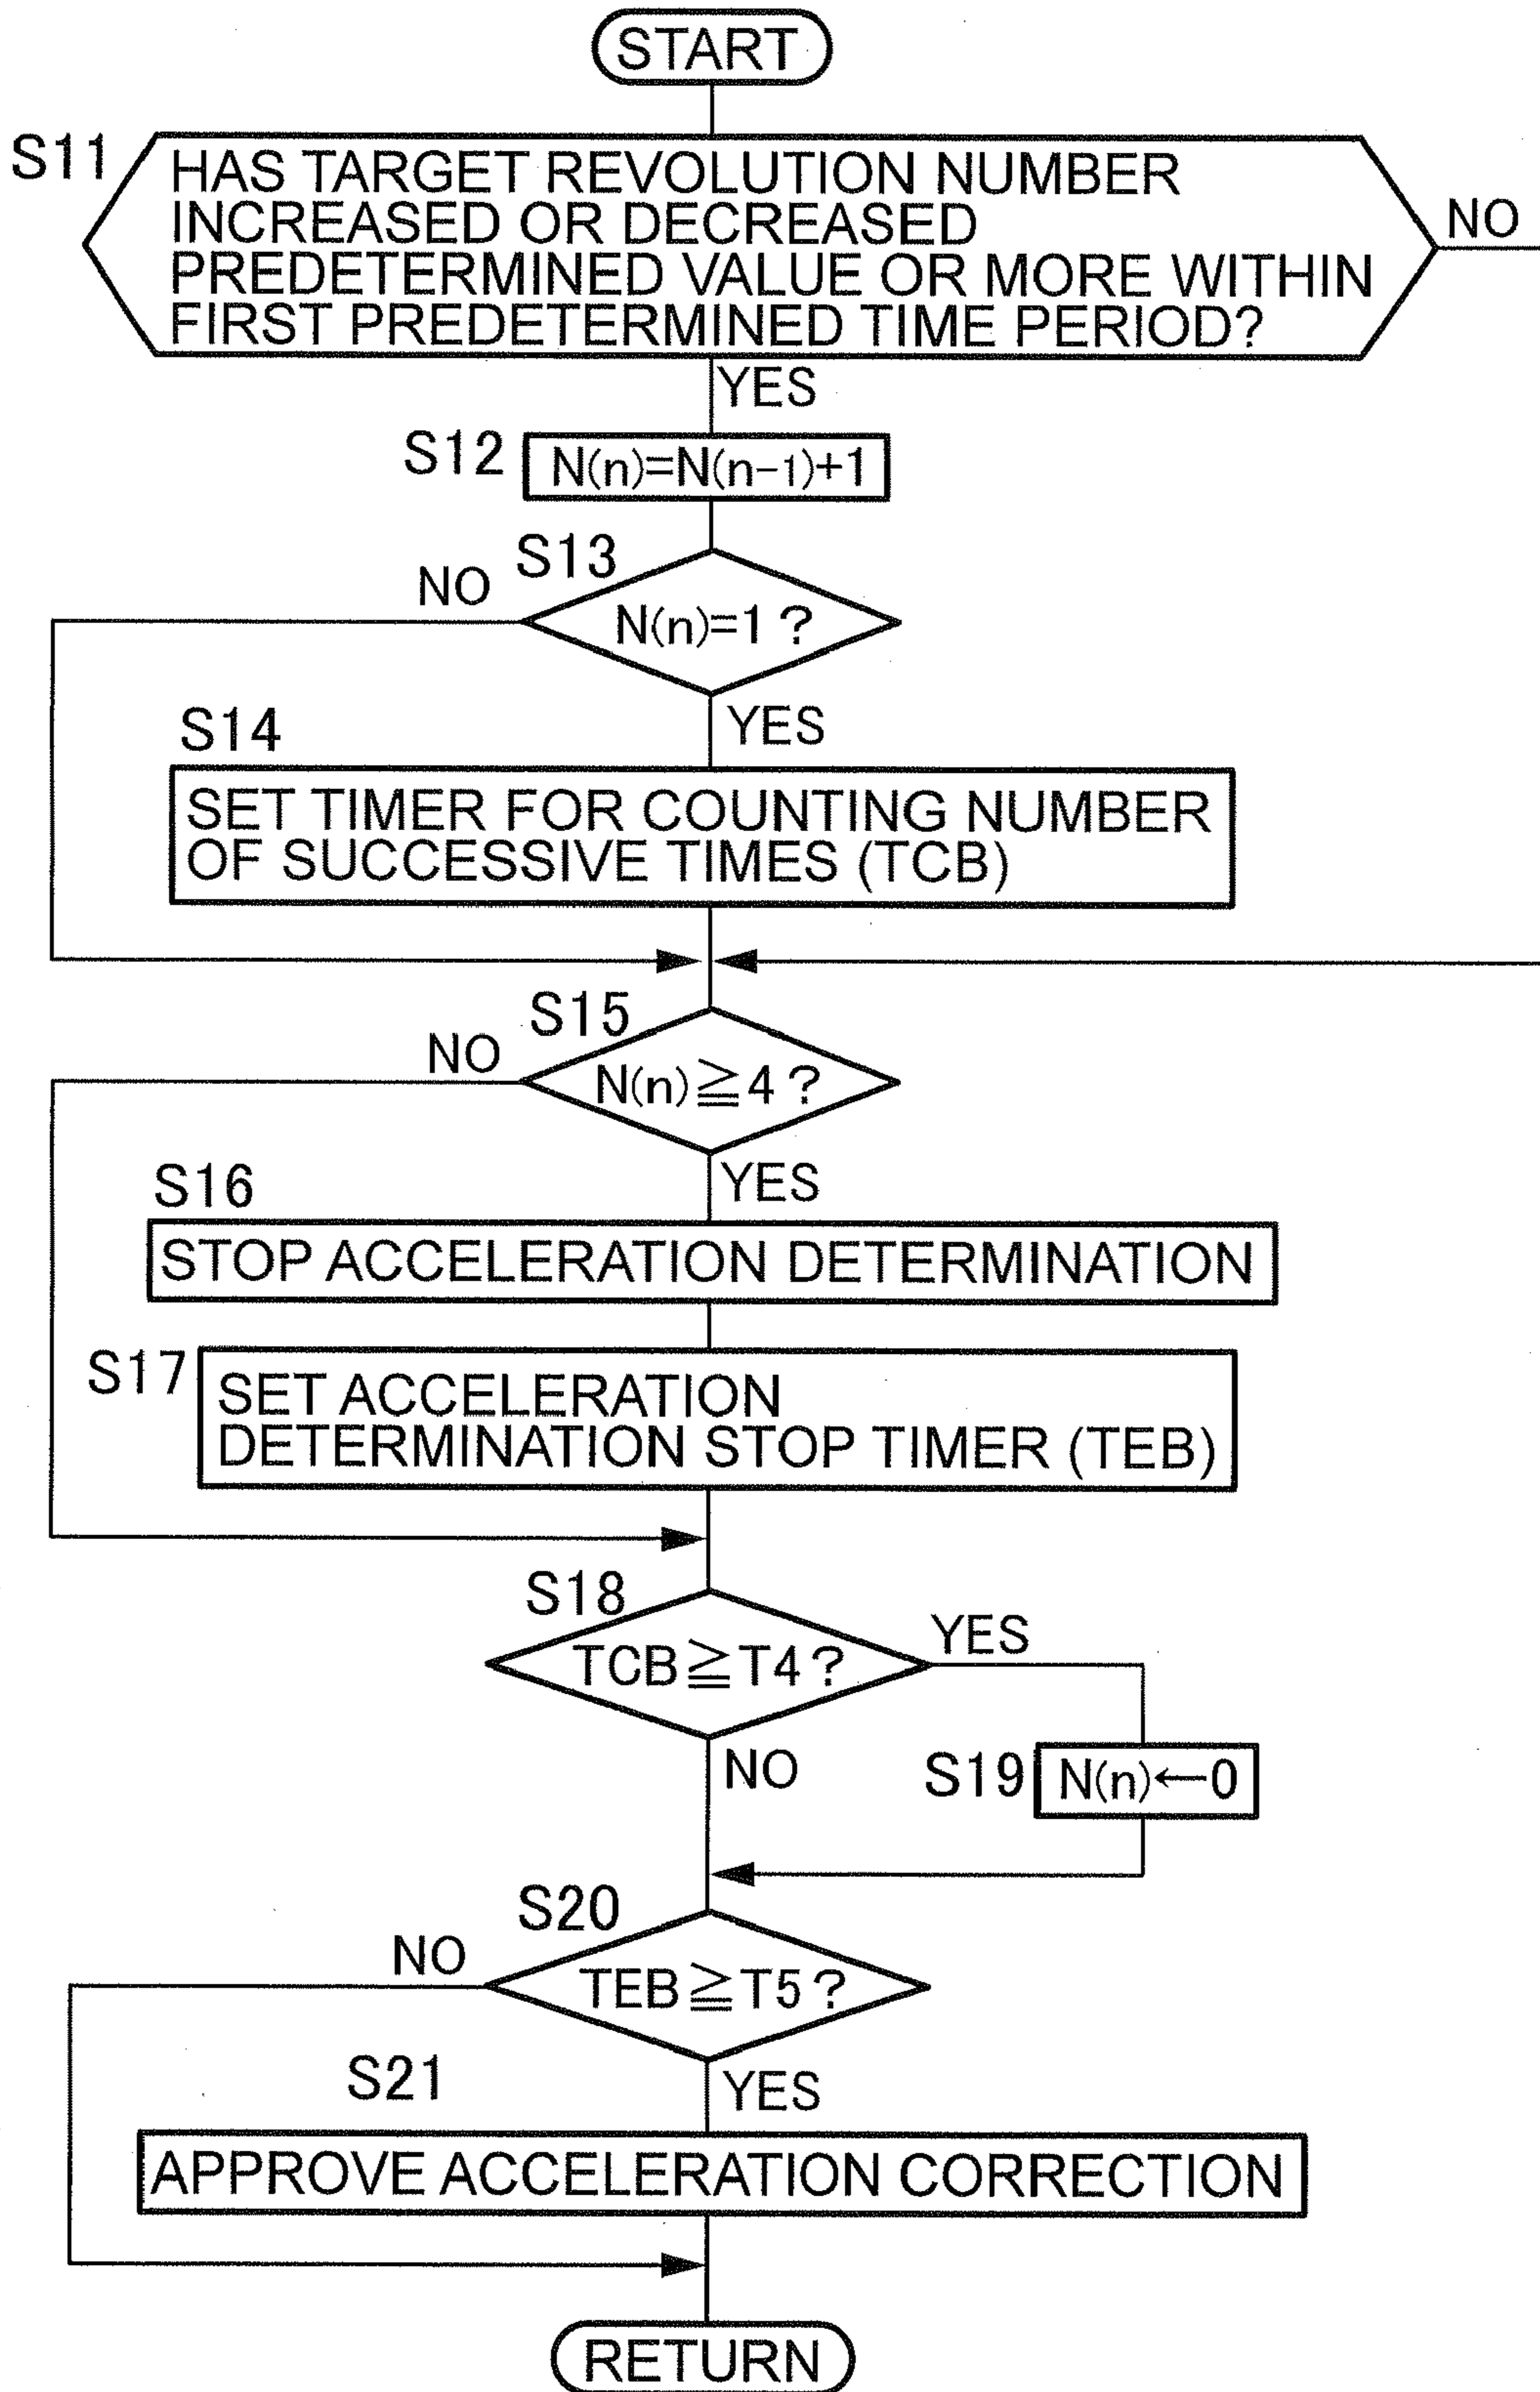 START
S11
HAS TARGET REVOLUTION NUMBER
INCREASED OR DECREASED
PREDETERMINED VALUE OR MORE WITHIN
FIRST PREDETERMINED TIME PERIOD?
NO
YES
S12
N(n)=N(n-1)+1
S13
NO
N(n)=1?
YES
S14
SET TIMER FOR COUNTING NUMBER
OF SUCCESSIVE TIMES (TCB)
S15
NO
N(n)≧4?
YES
S16
STOP ACCELERATION DETERMINATION
S17
SET ACCELERATION
DETERMINATION STOP TIMER (TEB)
S18
YES
TCB≧T4?
NO
S19
N(n)←0
S20
NO
TEB≧T5?
YES
S21
APPROVE ACCELERATION CORRECTION
RETURN